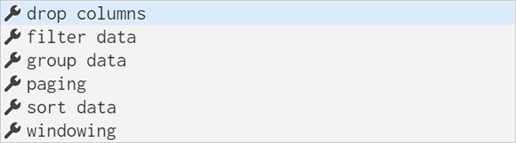 drop columns
filter data
group data
paging
sort data
windowing